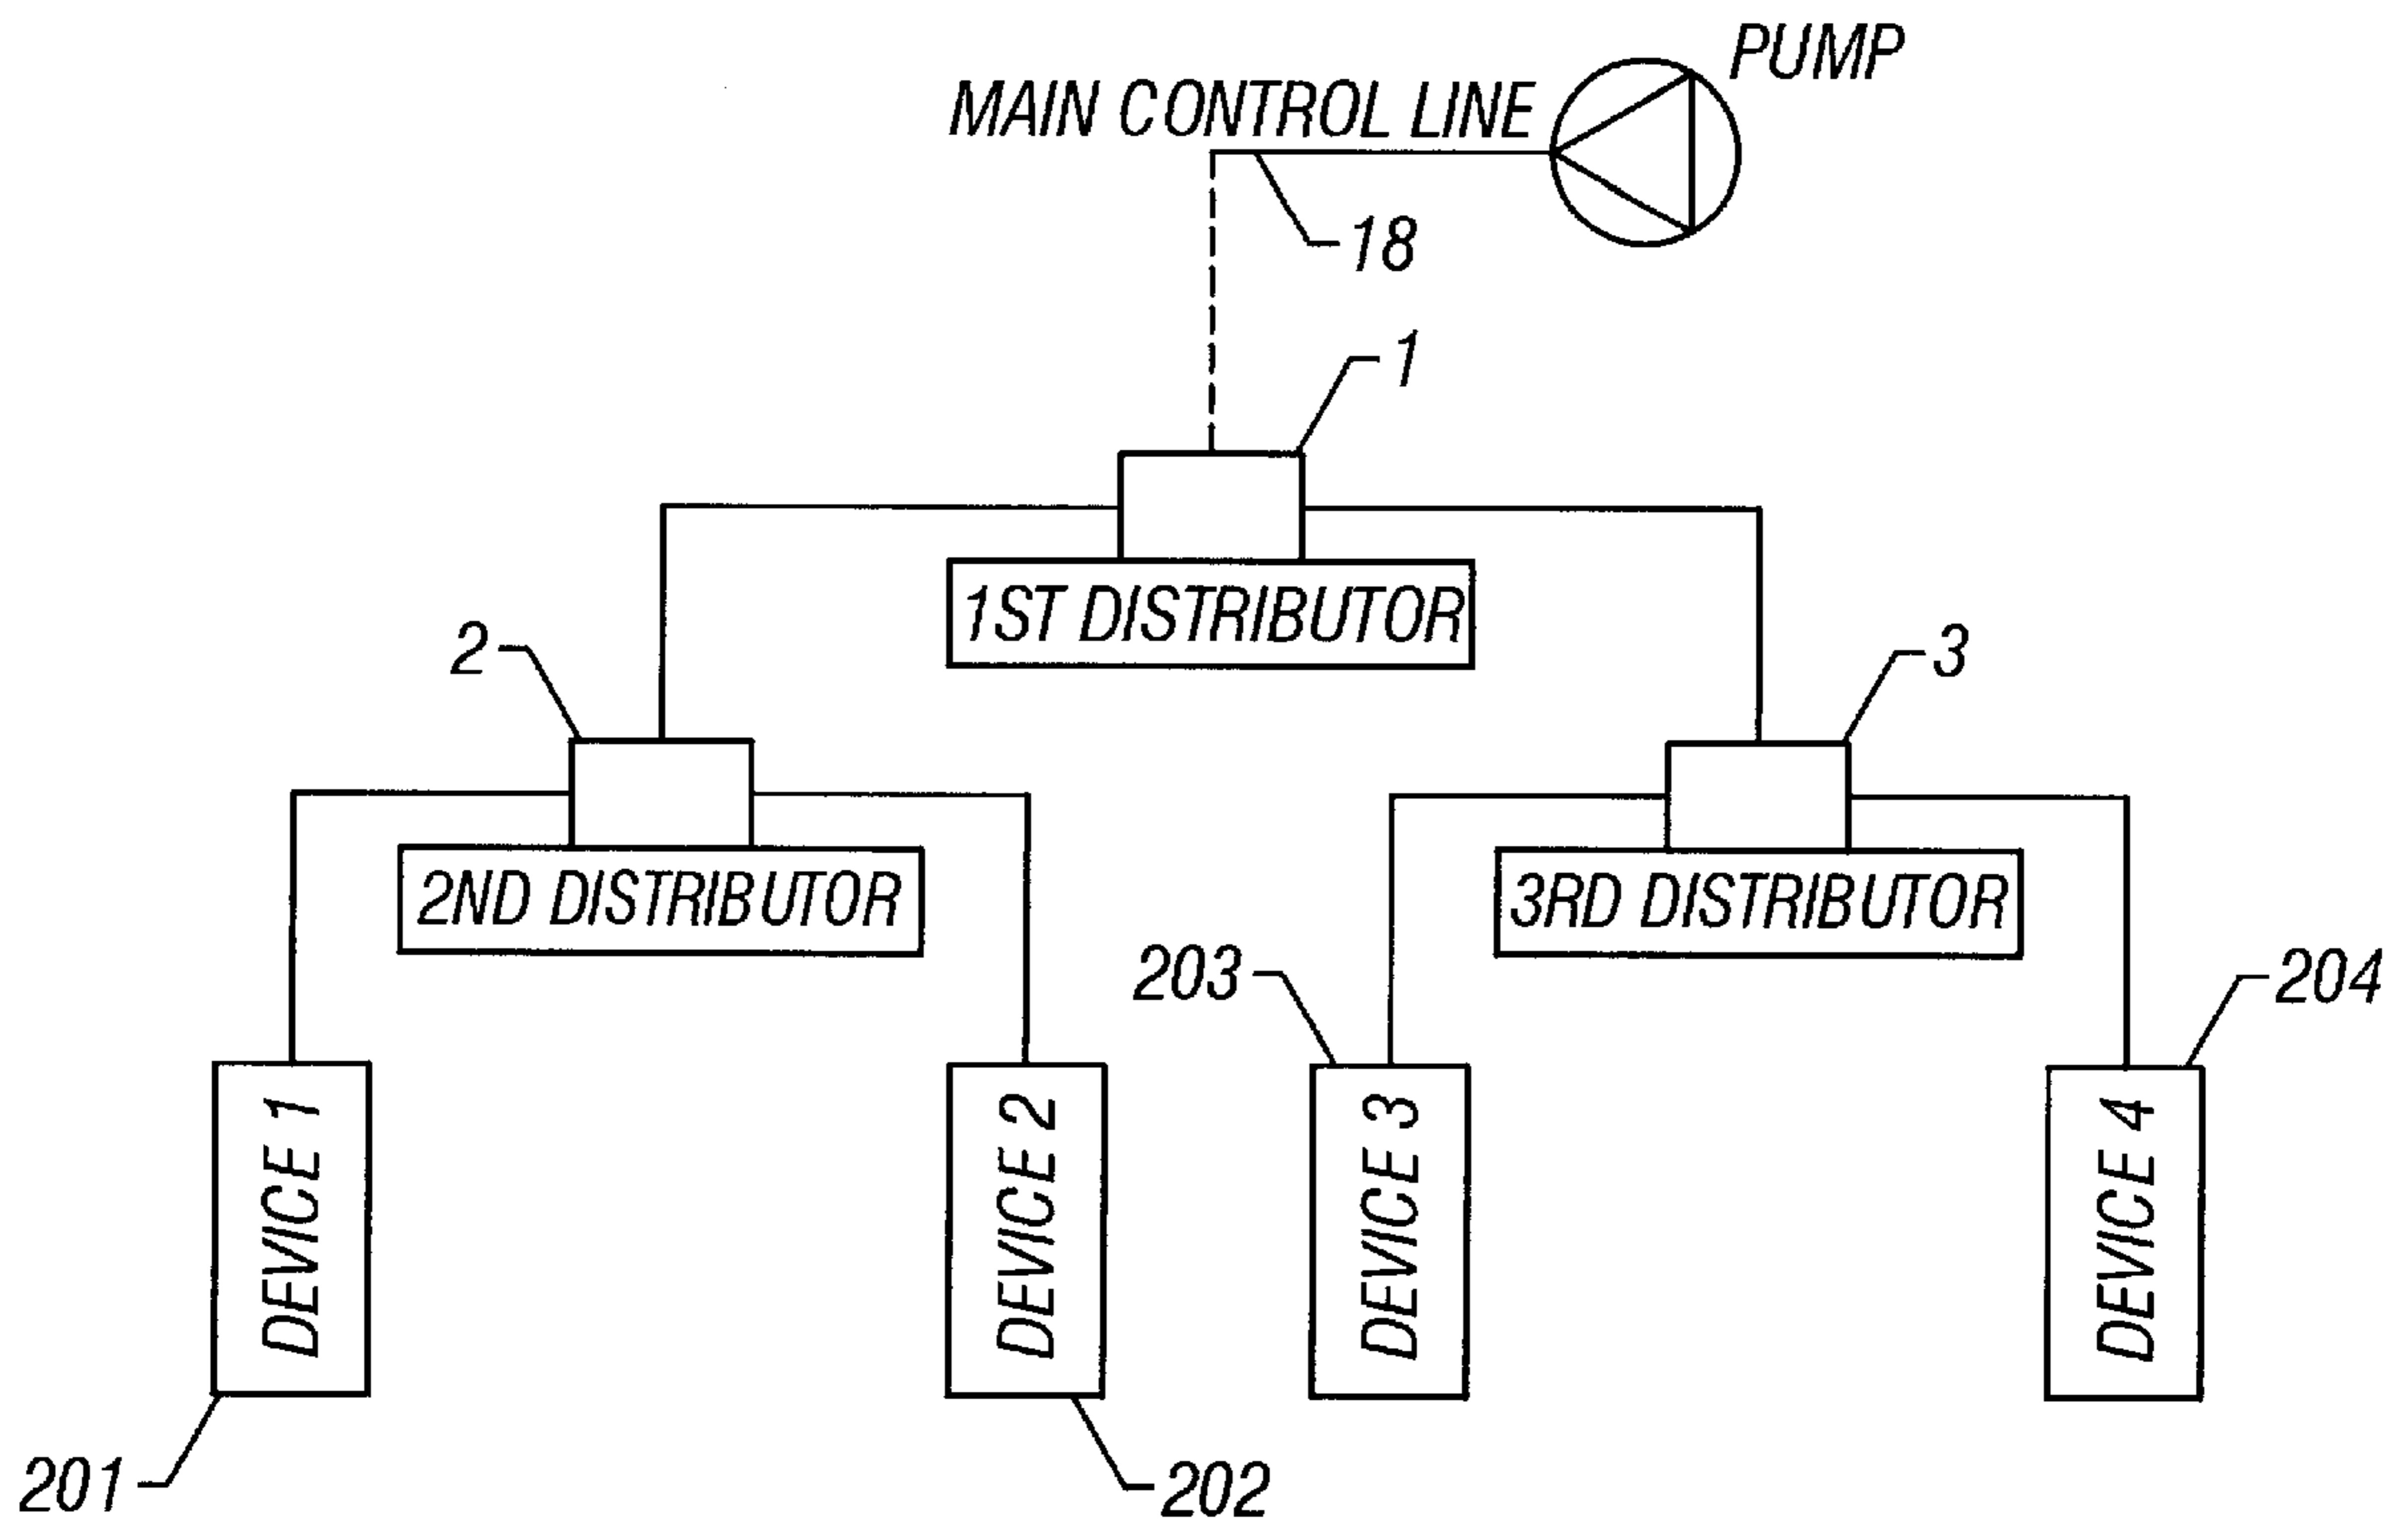 PUMP
MAIN CONTROL LINE
18
1
1ST DISTRIBUTOR
2
3
2ND DISTRIBUTOR
3RD DISTRIBUTOR
203
204
DEVICE 1
DEVICE 2
DEVICE 3
DEVICE 4
201
202